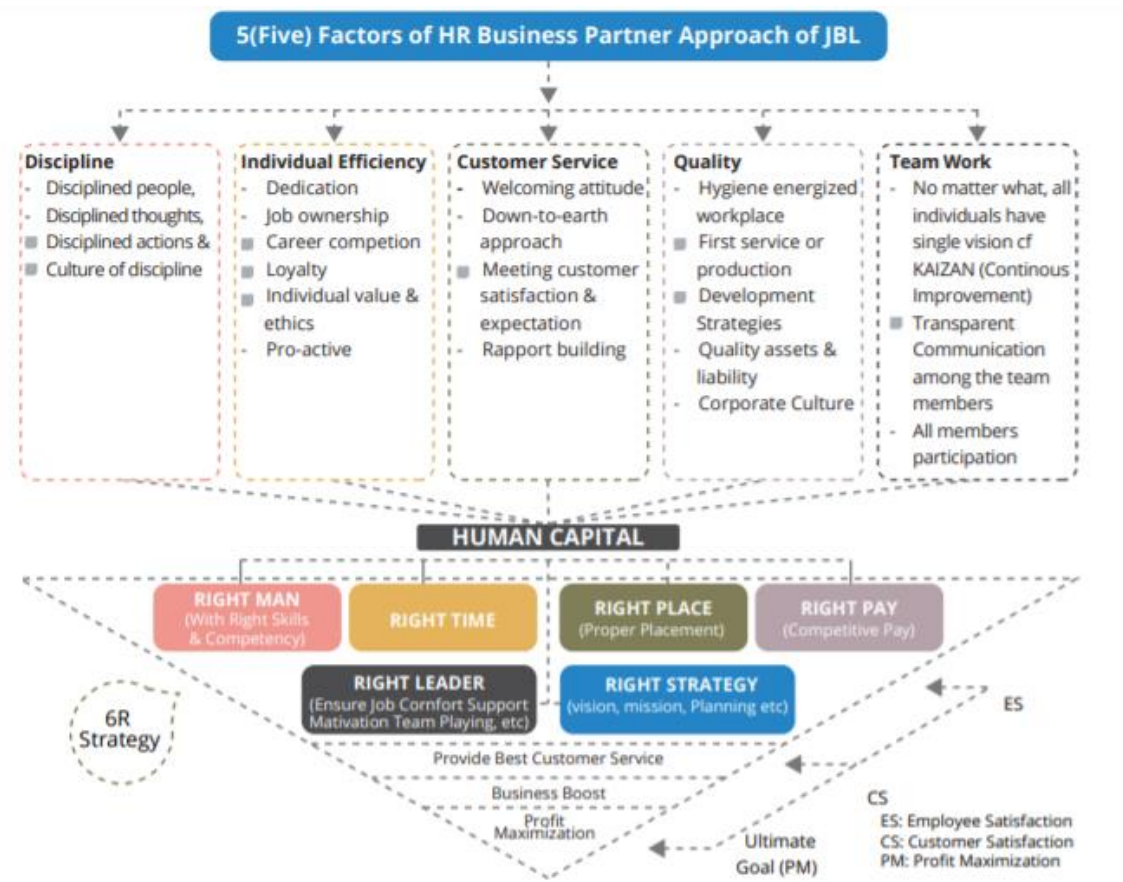 5(Five) Factors of HR Business Partner Approach of JBL
Discipline
- Disciplined people,
- Disciplined thoughts,
Disciplined actions &
Culture of discipline
Individual Efficiency
- Dedication
- Job ownership
Career competion
Loyalty
Individual value &
ethics
- Pro-active
Customer Service
- Welcoming attitude
- Down-to-earth
approach
Meeting customer
satisfaction &
expectation
- Rapport building
Quality
- Hygiene energized
workplace
First service or
production
Development
Strategies
- Quality assets &
liability
- Corporate Culture
Team Work
- No matter what, all
individuals have
single vision cf
KAIZAN (Continous
Improvement)
Transparent
Communication
among the team
members
- All members
participation
HUMAN CAPITAL
RIGHT MAN
(With Right Skills
& Competency)
RIGHT TIME
RIGHT PLACE
(Proper Placement)
RIGHT PAY
(Competitive Pay)
RIGHT LEADER
(Ensure Job Cornfort Support
Mativation Team Playing, etc)
RIGHT STRATEGY
(vision, mission, Planning etc)
6R
Strategy
ES
Provide Best Customer Service
Business Boost
CS
Profit
Maximization
Ultimate
Goal (PM)
ES: Employee Satisfaction
CS: Customer Satisfaction
PM: Profit Maximization